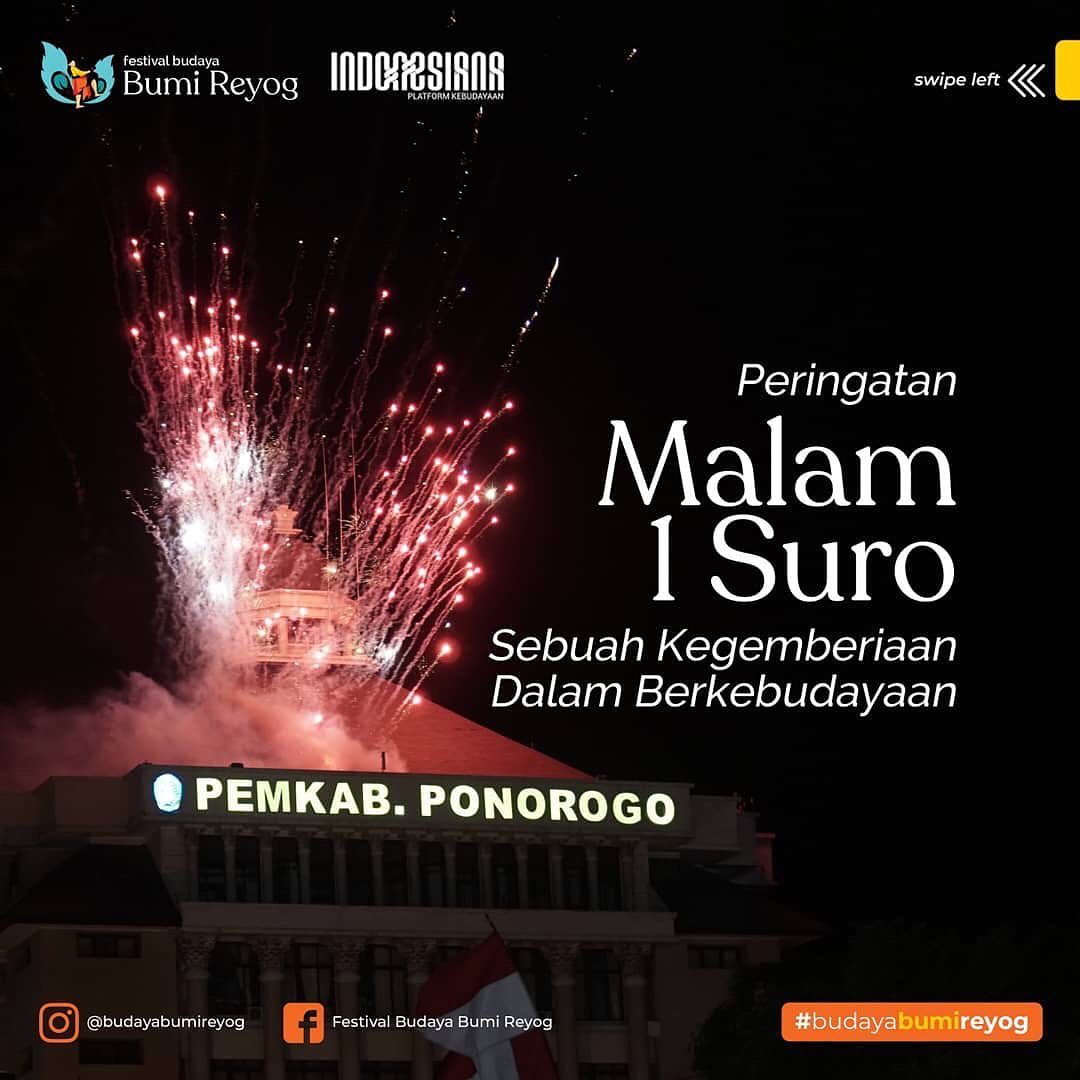 festival budaya
Bumi Reyog
INDONESIANA
PLATFORM KEBUDAYAAN
swipe left
Peringatan
Malam
1 Suro
Sebuah Kegemberiaan
Dalam Berkebudayaan
PEMKAB. PONOROGO
@budayabumireyog
Festival Budaya Bumi Reyog
#budayabumireyog